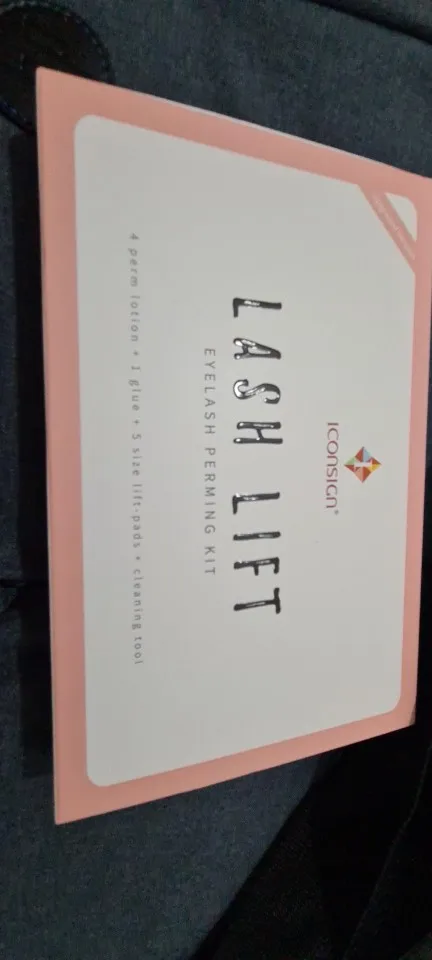 ICONSIGN®
LASH LIFT
EYELASH PERMING KIT
4 perm lotion + 1 glue + 5 size lift-pads + cleaning tool